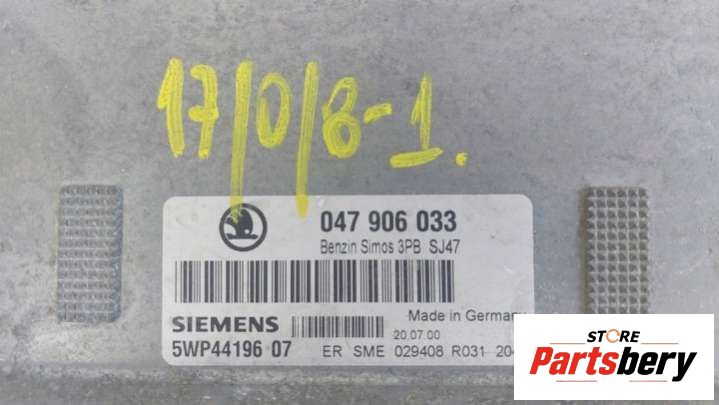 17/0/8-1.
047 906 033
Benzin Simos 3PB SJ47
Made in Germany
SIEMENS
20.07.00
5WP44196 07
ER SME 029408 R031
STORE
Partsbery